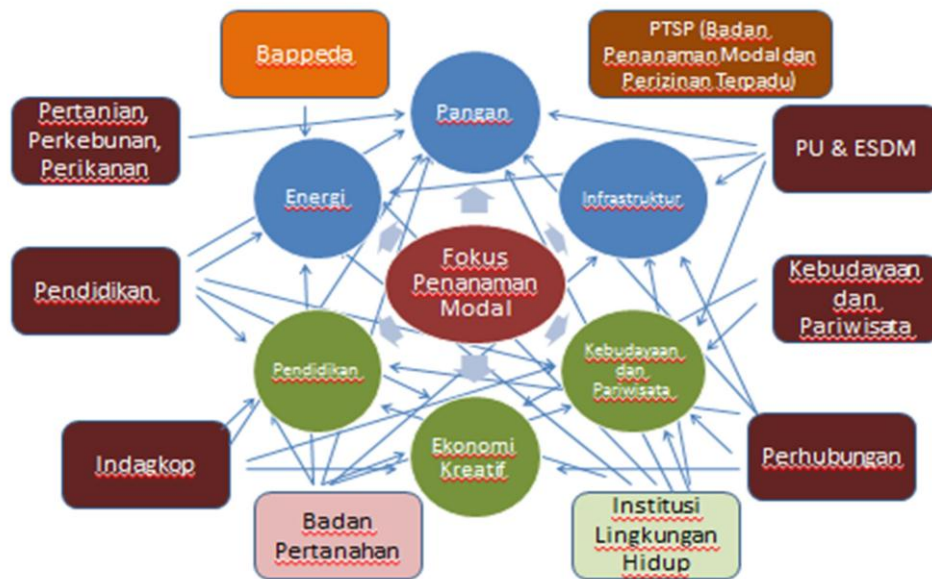 Bappeda
PTSP (Badan
Penanaman Modal dan
Perizinan Terpadu)
Pertanian,
Perkebunan,
Perikanan
Pangan
PU & ESDM
Energi
Infrastruktur
Fokus
Penanaman
Modal
Pendidikan
Kebudayaan
dan
Pariwisata
Pendidikan
Kebudayaan
dan
Pariwisata
Ekonomi
Kreatif
Indagkop
Perhubungan
Badan
Pertanahan
Institusi
Lingkungan
Hidup